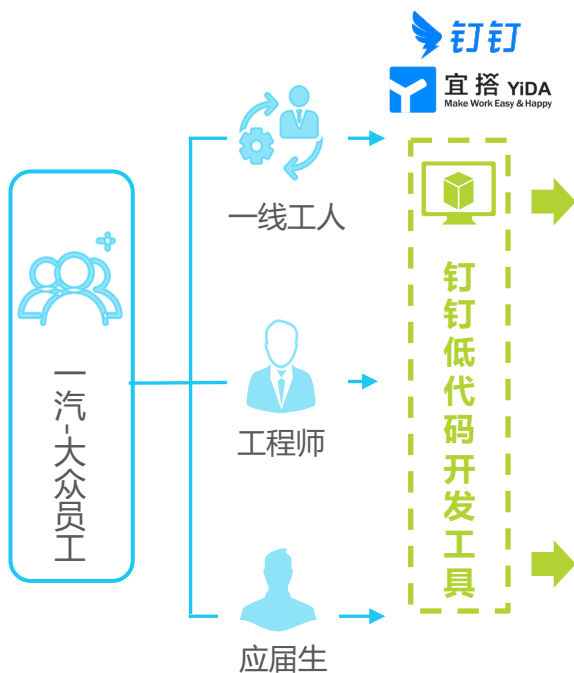 钉钉
宜搭 YiDA
Make Work Easy & Happy
一汽-大众员工
一线工人
工程师
应届生
钉钉低代码开发工具